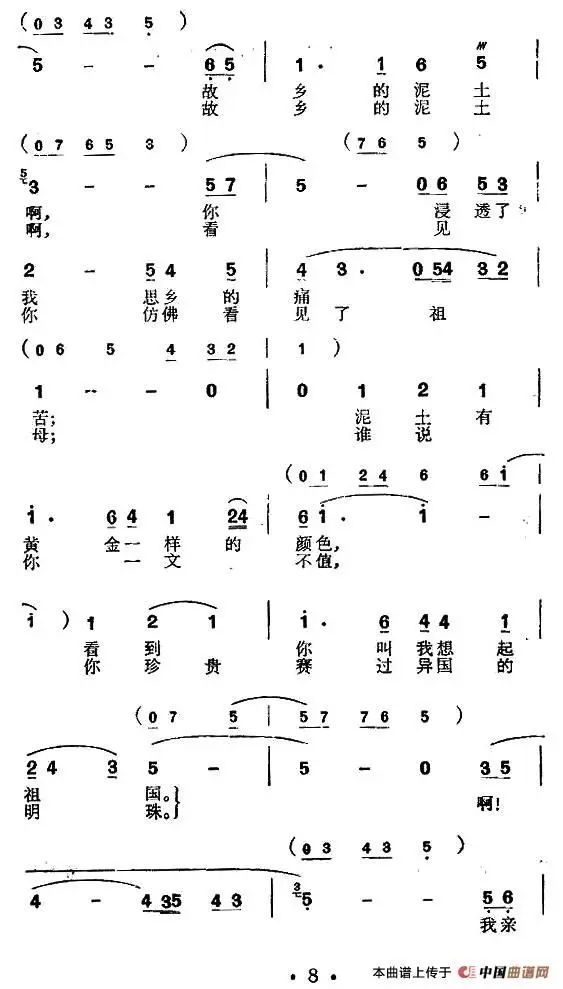 (0 3 4 3 5)
5 - - 6 5 | 1· 1 6 5
故 乡 的 泥 土
故 乡 的 泥 土
(0 7 6 5 3) (7 6 5)
5 3 - - 5 7 | 5 - 0 6 5 3
啊, 你 浸 透 了
啊, 看 见
2 - 5 4 5 | 4 3· 0 5 4 3 2
我 思 乡 的 痛
你 仿 佛 看 见 了 祖
(0 6 5 4 3 2 | 1)
1 - - 0 | 0 1 2 1
苦; 泥 土 有
母; 谁 说
(0 1 2 4 6 6 i
i· 6 4 1 2 4 | 6 i· i -
黄 金 一 样 的 颜 色,
你 一 文 不 值,
i ) 1 2 1 | i· 6 4 4 1
看 到 你 叫 我 想 起
你 珍 贵 赛 过 异 国 的
(0 7 5 | 5 7 7 6 5)
2 4 3 5 - | 5 - 0 3 5
祖 国。} 啊!
明 珠。}
(0 3 4 3 5)
4 - 4 3 5 4 3 | 3 5 - - 5 6
我 亲
· 8 ·
本曲谱上传于 中国曲谱网